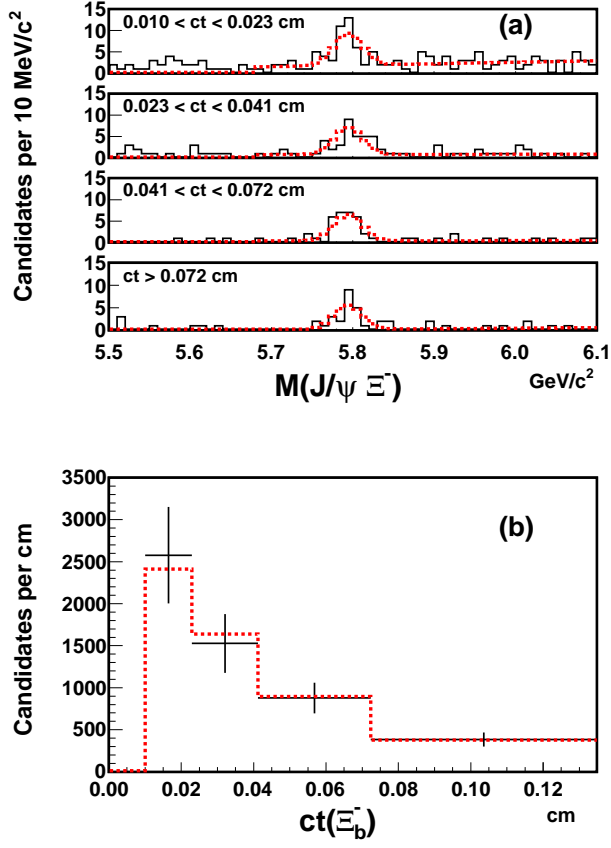 (a)
Candidates per 10 MeV/c²
15
10
5
0
0.010 < ct < 0.023 cm
15
10
5
0
0.023 < ct < 0.041 cm
15
10
5
0
0.041 < ct < 0.072 cm
15
10
5
0
ct > 0.072 cm
5.5 5.6 5.7 5.8 5.9 6.0 6.1
M(J/ψ Ξ⁻) GeV/c²
(b)
Candidates per cm
3500
3000
2500
2000
1500
1000
500
0
0.00 0.02 0.04 0.06 0.08 0.10 0.12
ct(Ξb⁻) cm